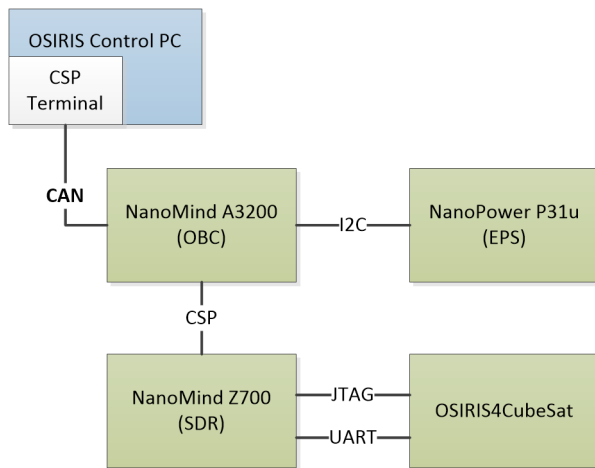 OSIRIS Control PC
CSP
Terminal
CAN
NanoMind A3200
(OBC)
I2C
NanoPower P31u
(EPS)
CSP
NanoMind Z700
(SDR)
JTAG
UART
OSIRIS4CubeSat